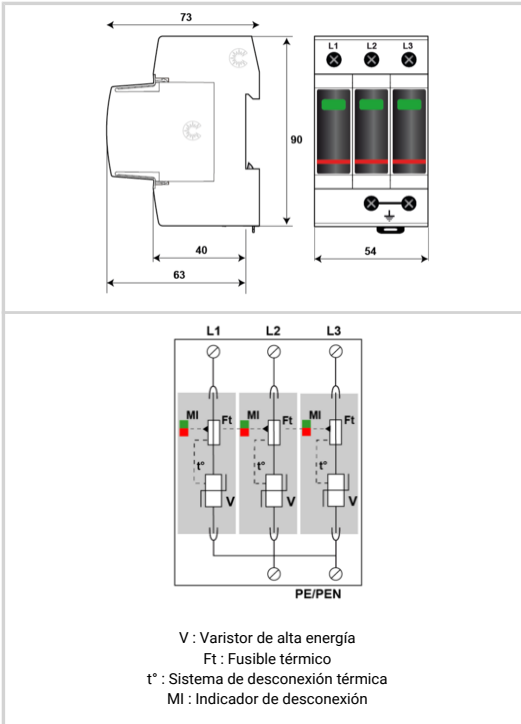 73
L1 L2 L3
C
C
90
40
63
54
L1 L2 L3
MI Ft MI Ft MI Ft
t° t° t°
V V V
PE/PEN
V : Varistor de alta energía
Ft : Fusible térmico
t° : Sistema de desconexión térmica
MI : Indicador de desconexión